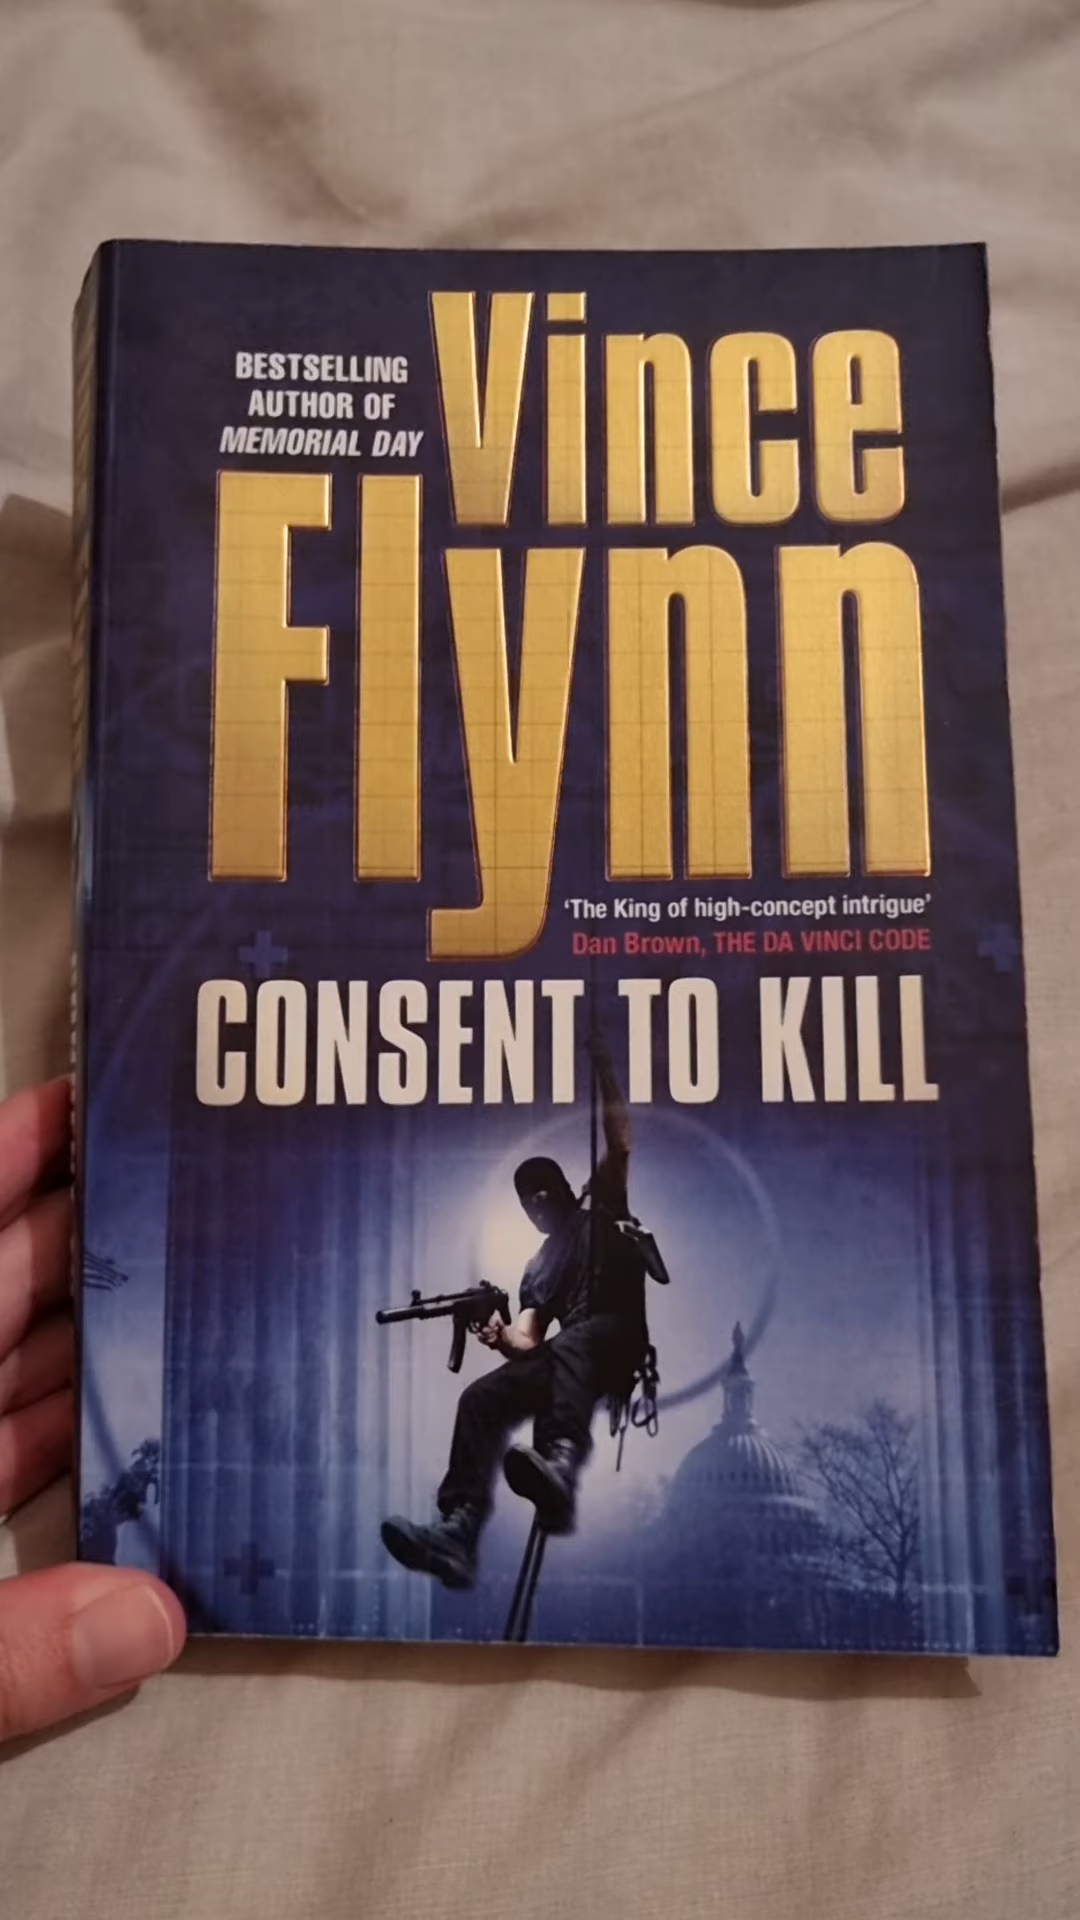 BESTSELLING
AUTHOR OF
MEMORIAL DAY
Vince
Flynn
‘The King of high-concept intrigue’
Dan Brown, THE DA VINCI CODE
CONSENT TO KILL